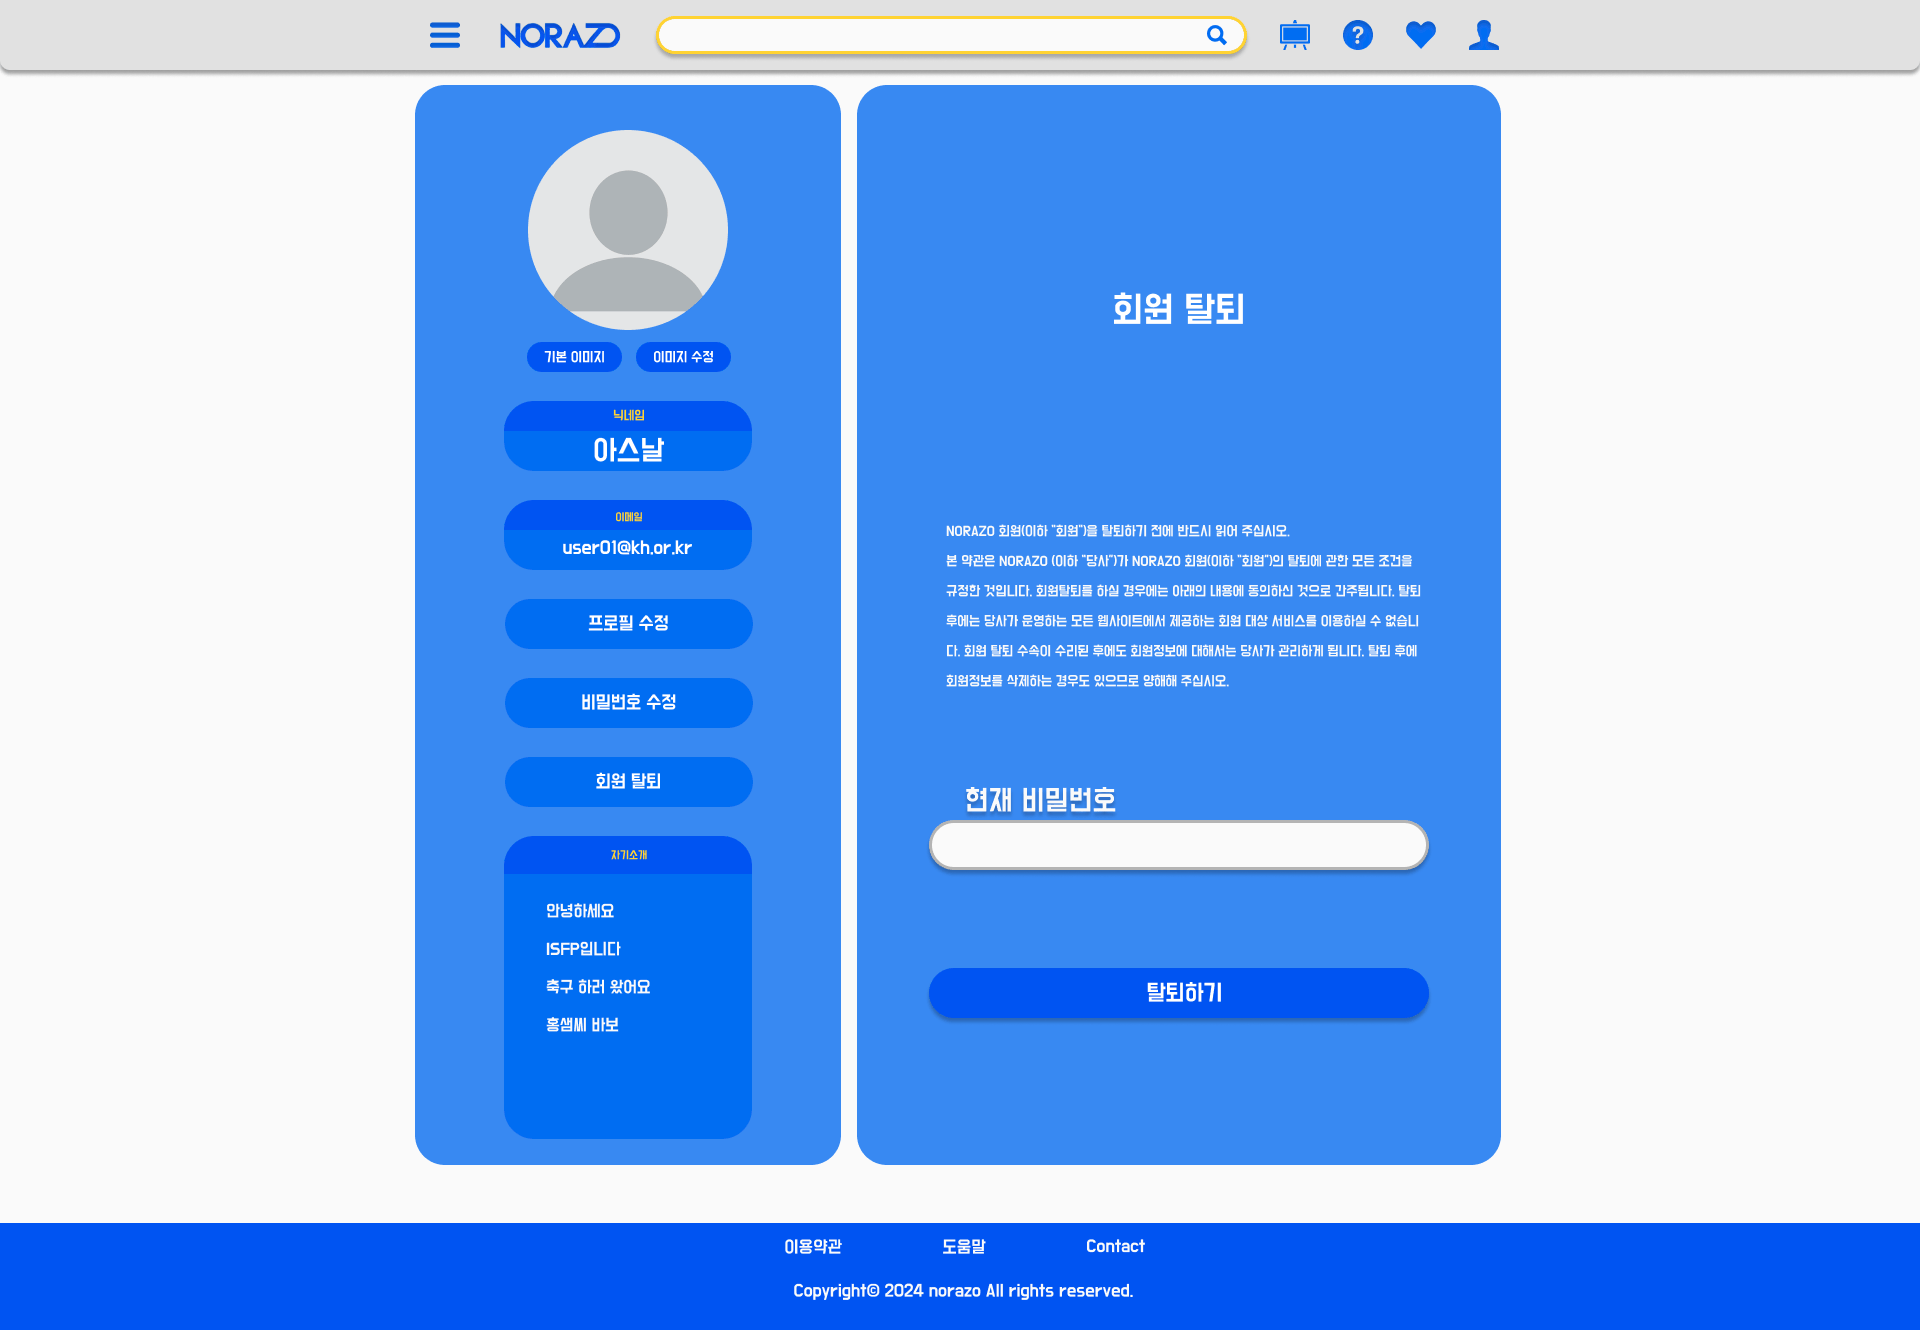 NORAZO
기본 이미지
이미지 수정
닉네임
아스날
이메일
user01@kh.or.kr
프로필 수정
비밀번호 수정
회원 탈퇴
자기소개
안녕하세요
ISFP입니다
축구 하러 왔어요
홍샘씨 바보
회원 탈퇴
NORAZO 회원(이하 "회원")을 탈퇴하기 전에 반드시 읽어 주십시오.
본 약관은 NORAZO (이하 "당사")가 NORAZO 회원(이하 "회원")의 탈퇴에 관한 모든 조건을
규정한 것입니다. 회원탈퇴를 하실 경우에는 아래의 내용에 동의하신 것으로 간주됩니다. 탈퇴
후에는 당사가 운영하는 모든 웹사이트에서 제공하는 회원 대상 서비스를 이용하실 수 없습니
다. 회원 탈퇴 수속이 수리된 후에도 회원정보에 대해서는 당사가 관리하게 됩니다. 탈퇴 후에
회원정보를 삭제하는 경우도 있으므로 양해해 주십시오.
현재 비밀번호
탈퇴하기
이용약관
도움말
Contact
Copyright© 2024 norazo All rights reserved.